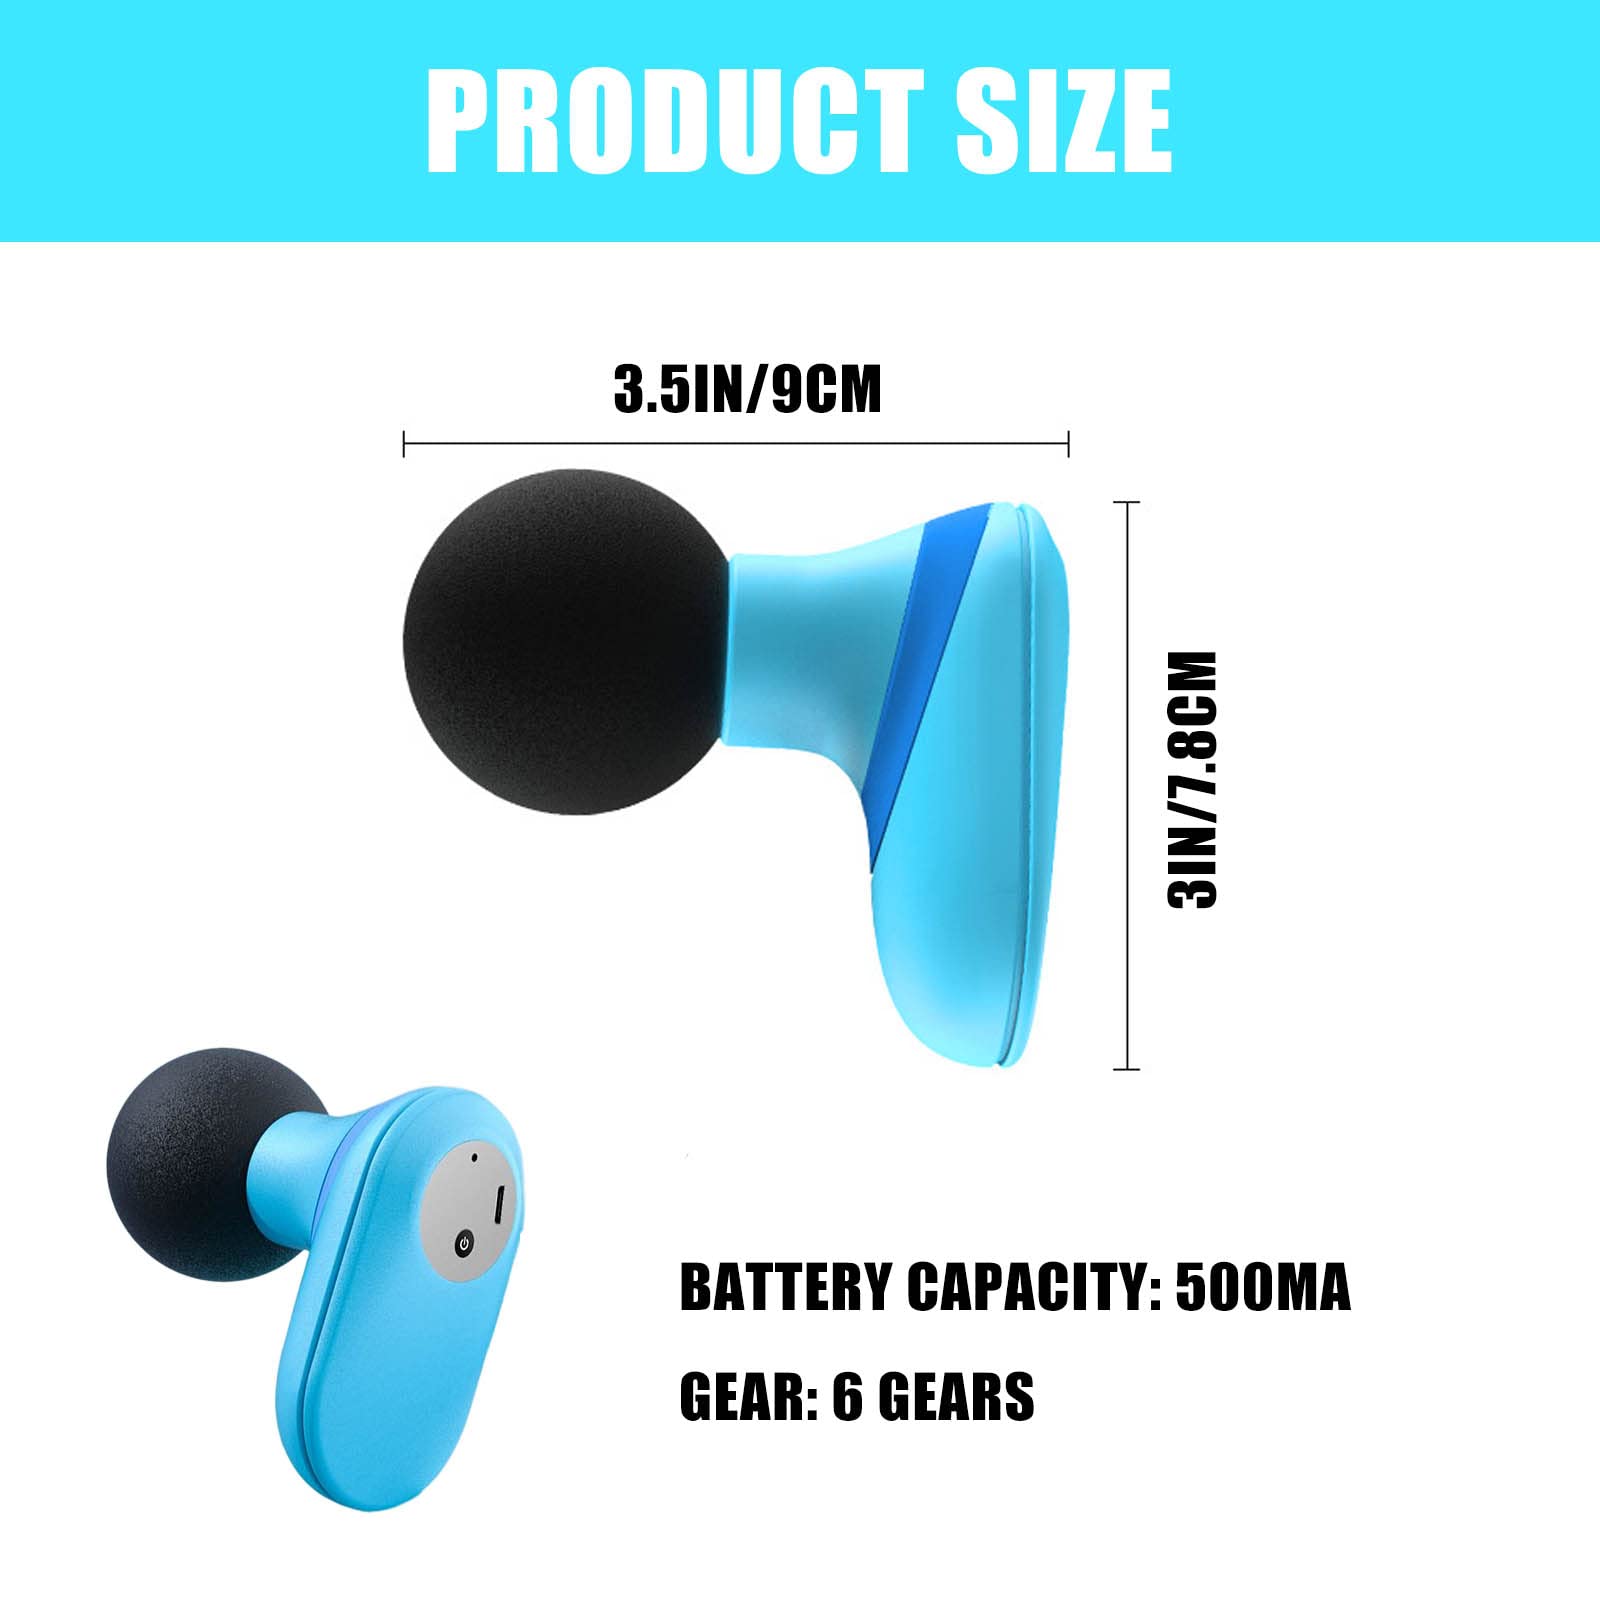 PRODUCT SIZE
3.5IN/9CM
3IN/7.8CM
BATTERY CAPACITY: 500MA
GEAR: 6 GEARS